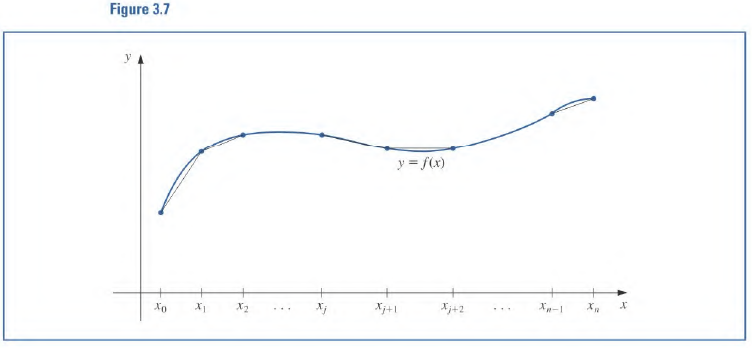 Figure 3.7
y
y = f(x)
x₀ x₁ x₂ . . . xⱼ xⱼ₊₁ xⱼ₊₂ . . . xₙ₋₁ xₙ x